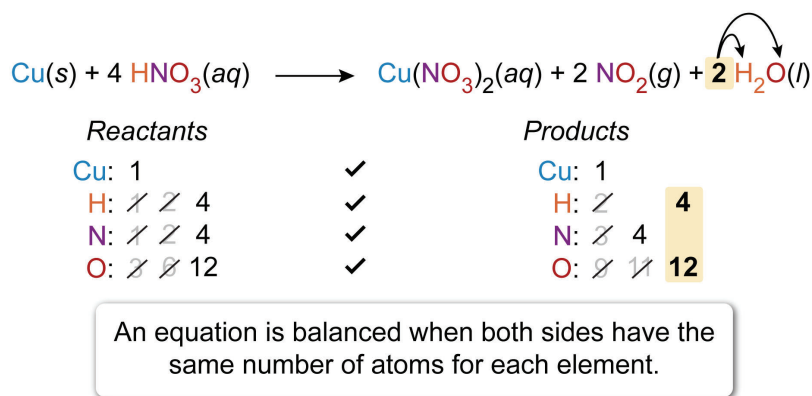 Cu(s) + 4 HNO₃(aq) ⟶ Cu(NO₃)₂(aq) + 2 NO₂(g) + 2 H₂O(l)
Reactants Products
Cu: 1 ✓ Cu: 1
H: 1 2 4 ✓ H: 2 4
N: 1 2 4 ✓ N: 3 4
O: 3 6 12 ✓ O: 9 11 12
An equation is balanced when both sides have the
same number of atoms for each element.